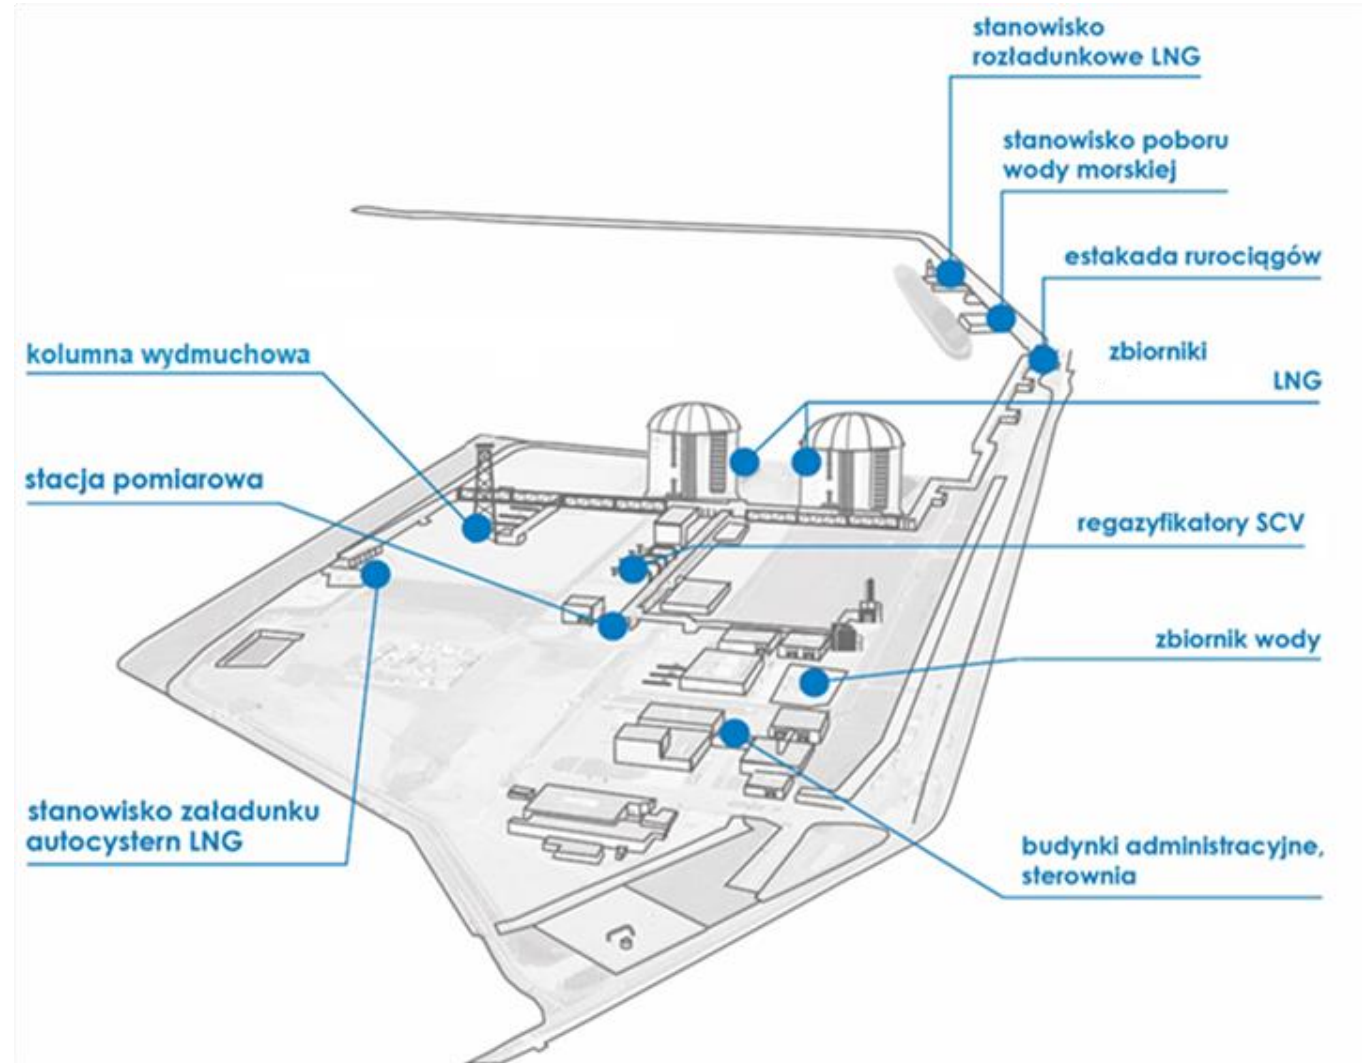 stanowisko
rozładunkowe LNG
stanowisko poboru
wody morskiej
estakada rurociągów
zbiorniki
LNG
kolumna wydmuchowa
stacja pomiarowa
regazyfikatory SCV
zbiornik wody
stanowisko załadunku
autocystern LNG
budynki administracyjne,
sterownia